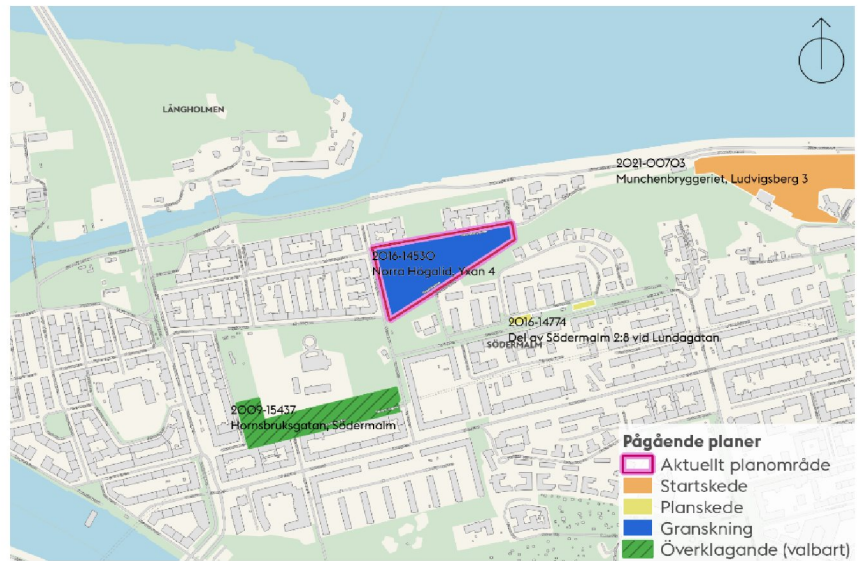 LÅNGHOLMEN
2021-00703
Munchenbryggeriet, Ludvigsberg 3
2016-14530
Norra Högalid, Yxan 4
2016-14774
Del av Södermalm 2:8 vid Lundagatan
SÖDERMALM
2009-15437
Hornsbruksgatan, Södermalm
Pågående planer
Aktuellt planområde
Startskede
Planskede
Granskning
Överklagande (valbart)